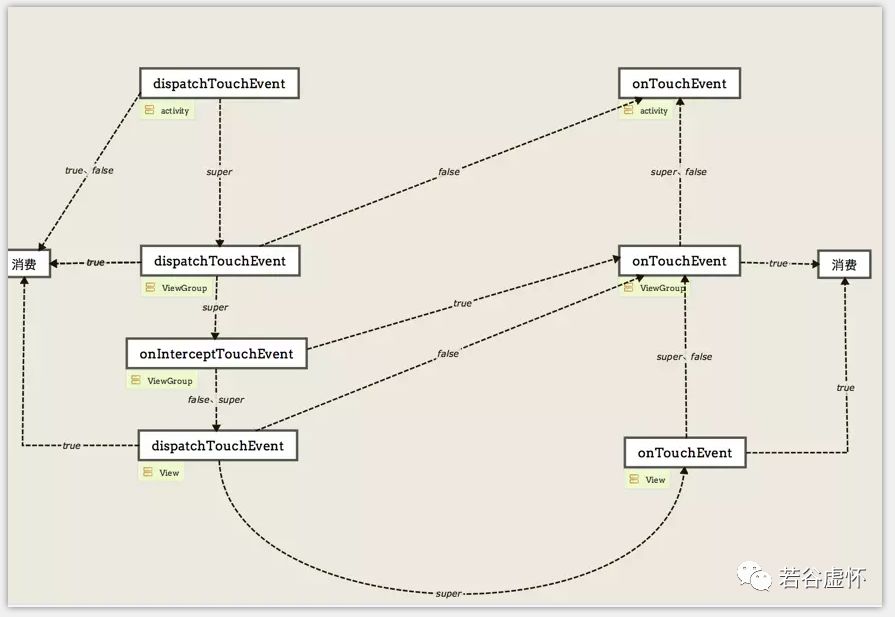 dispatchTouchEvent
onTouchEvent
activity
activity
true、false
super
false
super、false
消费
true
dispatchTouchEvent
onTouchEvent
true
消费
ViewGroup
ViewGroup
super
true
onInterceptTouchEvent
ViewGroup
false
super、false
true
false、super
true
dispatchTouchEvent
onTouchEvent
View
View
super
若谷虚怀